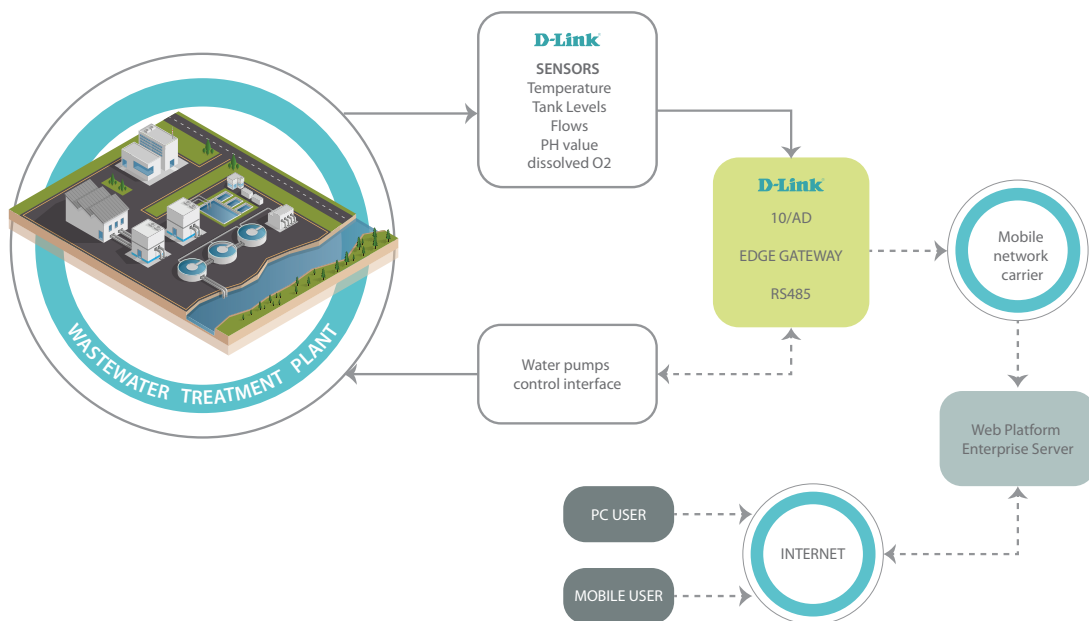 D-Link
SENSORS
Temperature
Tank Levels
Flows
PH value
dissolved O2
D-Link
10/AD
EDGE GATEWAY
RS485
Mobile
network
carrier
WASTEWATER TREATMENT PLANT
Water pumps
control interface
Web Platform
Enterprise Server
PC USER
INTERNET
MOBILE USER